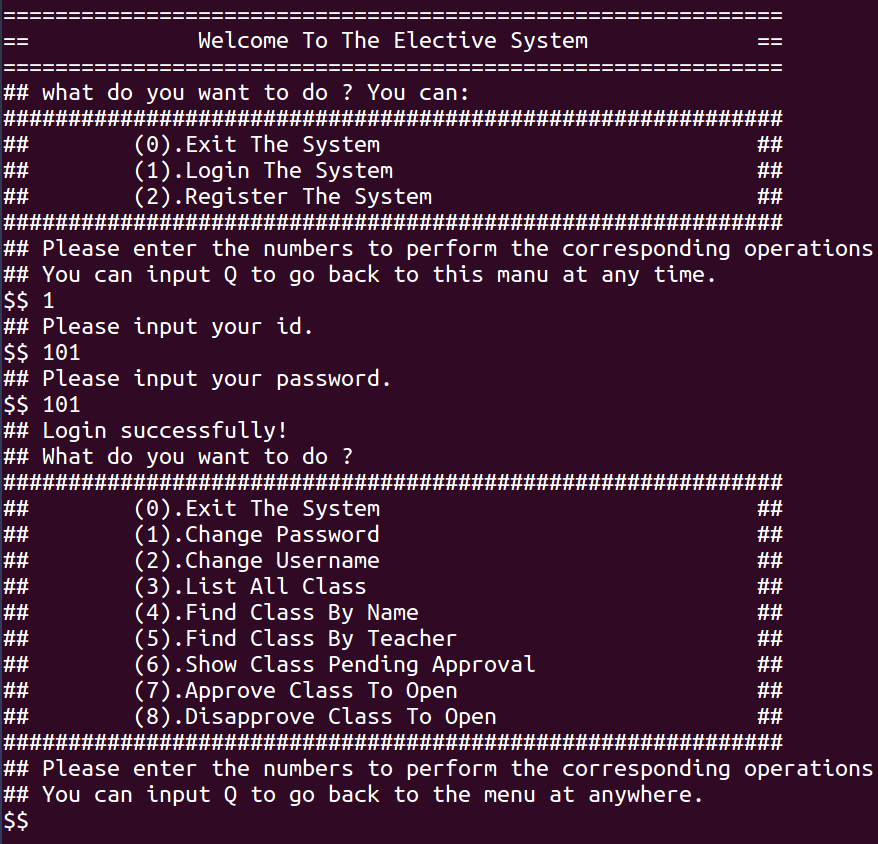 ============================================================
==             Welcome To The Elective System             ==
============================================================
## what do you want to do ? You can:
############################################################
##        (0).Exit The System                             ##
##        (1).Login The System                            ##
##        (2).Register The System                         ##
############################################################
## Please enter the numbers to perform the corresponding operations
## You can input Q to go back to this manu at any time.
$$ 1
## Please input your id.
$$ 101
## Please input your password.
$$ 101
## Login successfully!
## What do you want to do ?
############################################################
##        (0).Exit The System                             ##
##        (1).Change Password                             ##
##        (2).Change Username                             ##
##        (3).List All Class                              ##
##        (4).Find Class By Name                          ##
##        (5).Find Class By Teacher                       ##
##        (6).Show Class Pending Approval                 ##
##        (7).Approve Class To Open                       ##
##        (8).Disapprove Class To Open                    ##
############################################################
## Please enter the numbers to perform the corresponding operations
## You can input Q to go back to the menu at anywhere.
$$